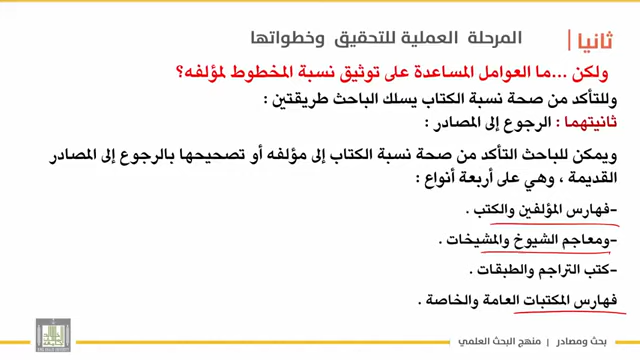 ثانيا | المرحلة العملية للتحقيق وخطواتها
ولكن ...ما العوامل المساعدة على توثيق نسبة المخطوط لمؤلفه؟
وللتأكد من صحة نسبة الكتاب يسلك الباحث طريقتين :
ثانيتهما : الرجوع إلى المصادر :
ويمكن للباحث التأكد من صحة نسبة الكتاب إلى مؤلفه أو تصحيحها بالرجوع إلى المصادر
القديمة ، وهي على أربعة أنواع :
-فهارس المؤلفين والكتب .
-ومعاجم الشيوخ والمشيخات .
-كتب التراجم والطبقات .
فهارس المكتبات العامة والخاصة .
بحث ومصادر | منهج البحث العلمي